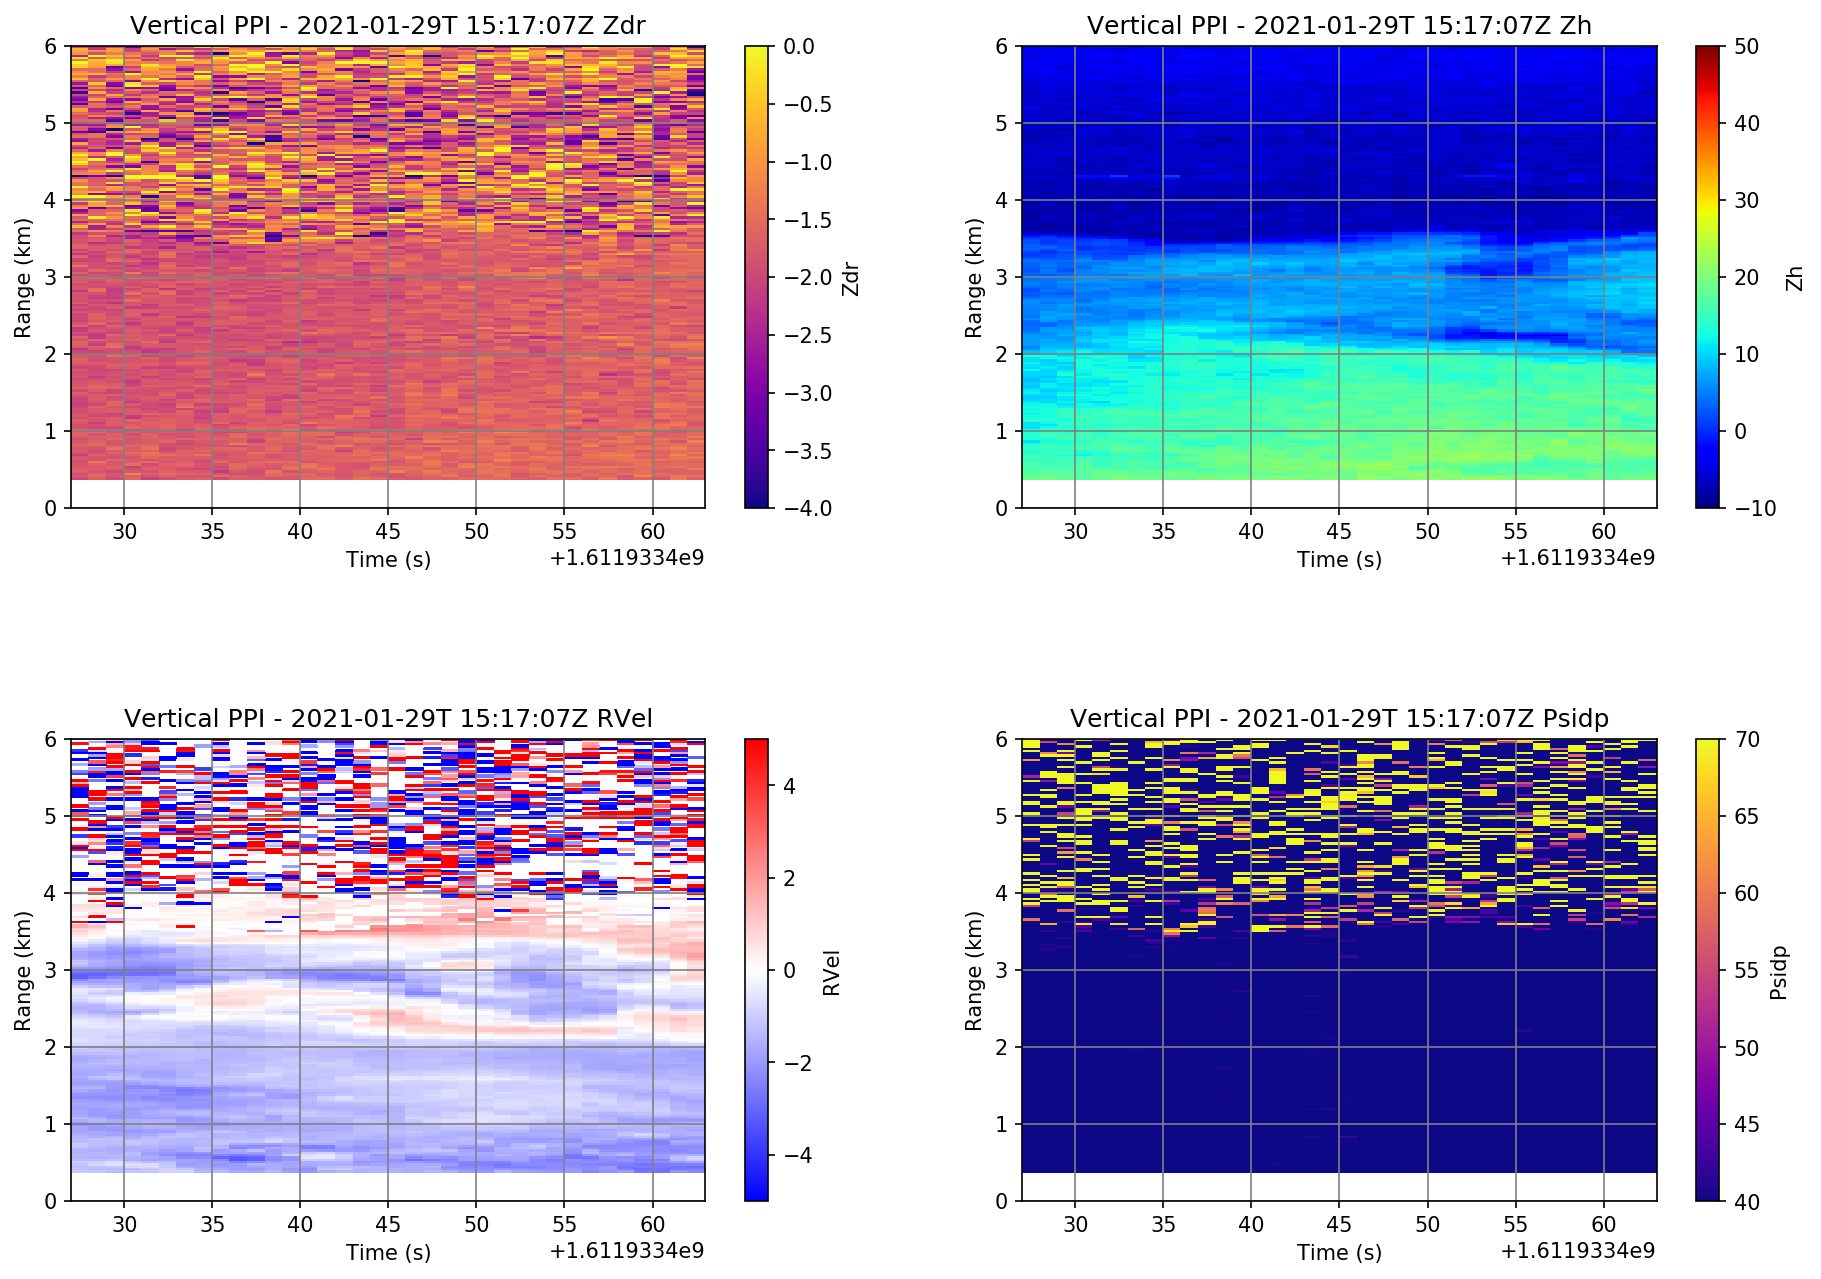 Vertical PPI - 2021-01-29T 15:17:07Z Zdr
6
5
4
3
2
1
0
Range (km)
30 35 40 45 50 55 60
Time (s)
+1.61119334e9
0.0
−0.5
−1.0
−1.5
−2.0
−2.5
−3.0
−3.5
−4.0
Zdr
Vertical PPI - 2021-01-29T 15:17:07Z Zh
6
5
4
3
2
1
0
Range (km)
30 35 40 45 50 55 60
Time (s)
+1.61119334e9
50
40
30
20
10
0
−10
Zh
Vertical PPI - 2021-01-29T 15:17:07Z RVel
6
5
4
3
2
1
0
Range (km)
30 35 40 45 50 55 60
Time (s)
+1.61119334e9
4
2
0
−2
−4
RVel
Vertical PPI - 2021-01-29T 15:17:07Z Psidp
6
5
4
3
2
1
0
Range (km)
30 35 40 45 50 55 60
Time (s)
+1.61119334e9
70
65
60
55
50
45
40
Psidp